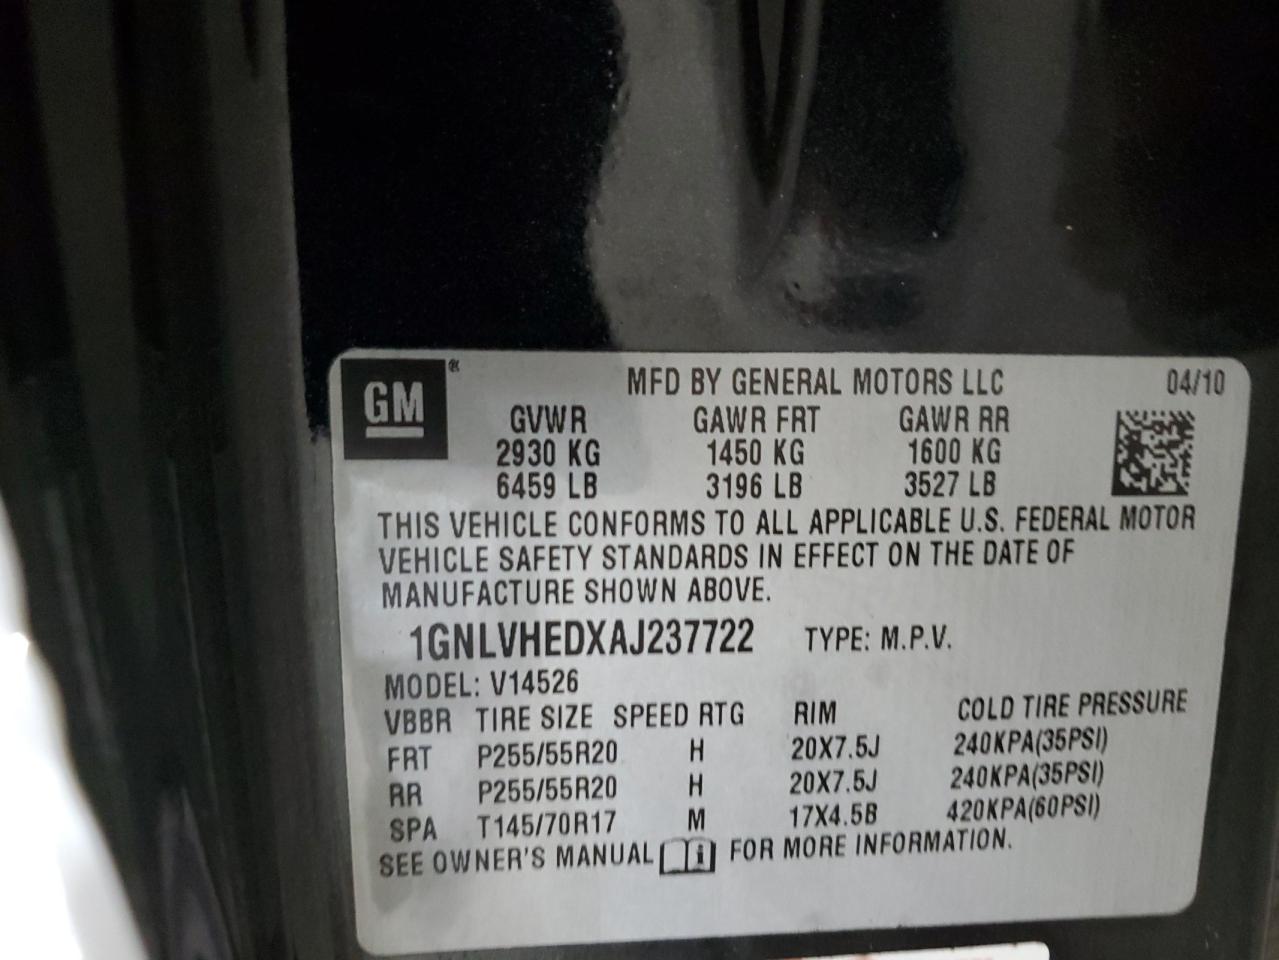 GM®
MFD BY GENERAL MOTORS LLC 04/10
GVWR GAWR FRT GAWR RR
2930 KG 1450 KG 1600 KG
6459 LB 3196 LB 3527 LB
THIS VEHICLE CONFORMS TO ALL APPLICABLE U.S. FEDERAL MOTOR
VEHICLE SAFETY STANDARDS IN EFFECT ON THE DATE OF
MANUFACTURE SHOWN ABOVE.
1GNLVHEDXAJ237722 TYPE: M.P.V.
MODEL: V14526
VBBR TIRE SIZE SPEED RTG RIM COLD TIRE PRESSURE
FRT P255/55R20 H 20X7.5J 240KPA(35PSI)
RR P255/55R20 H 20X7.5J 240KPA(35PSI)
SPA T145/70R17 M 17X4.5B 420KPA(60PSI)
SEE OWNER'S MANUAL i FOR MORE INFORMATION.